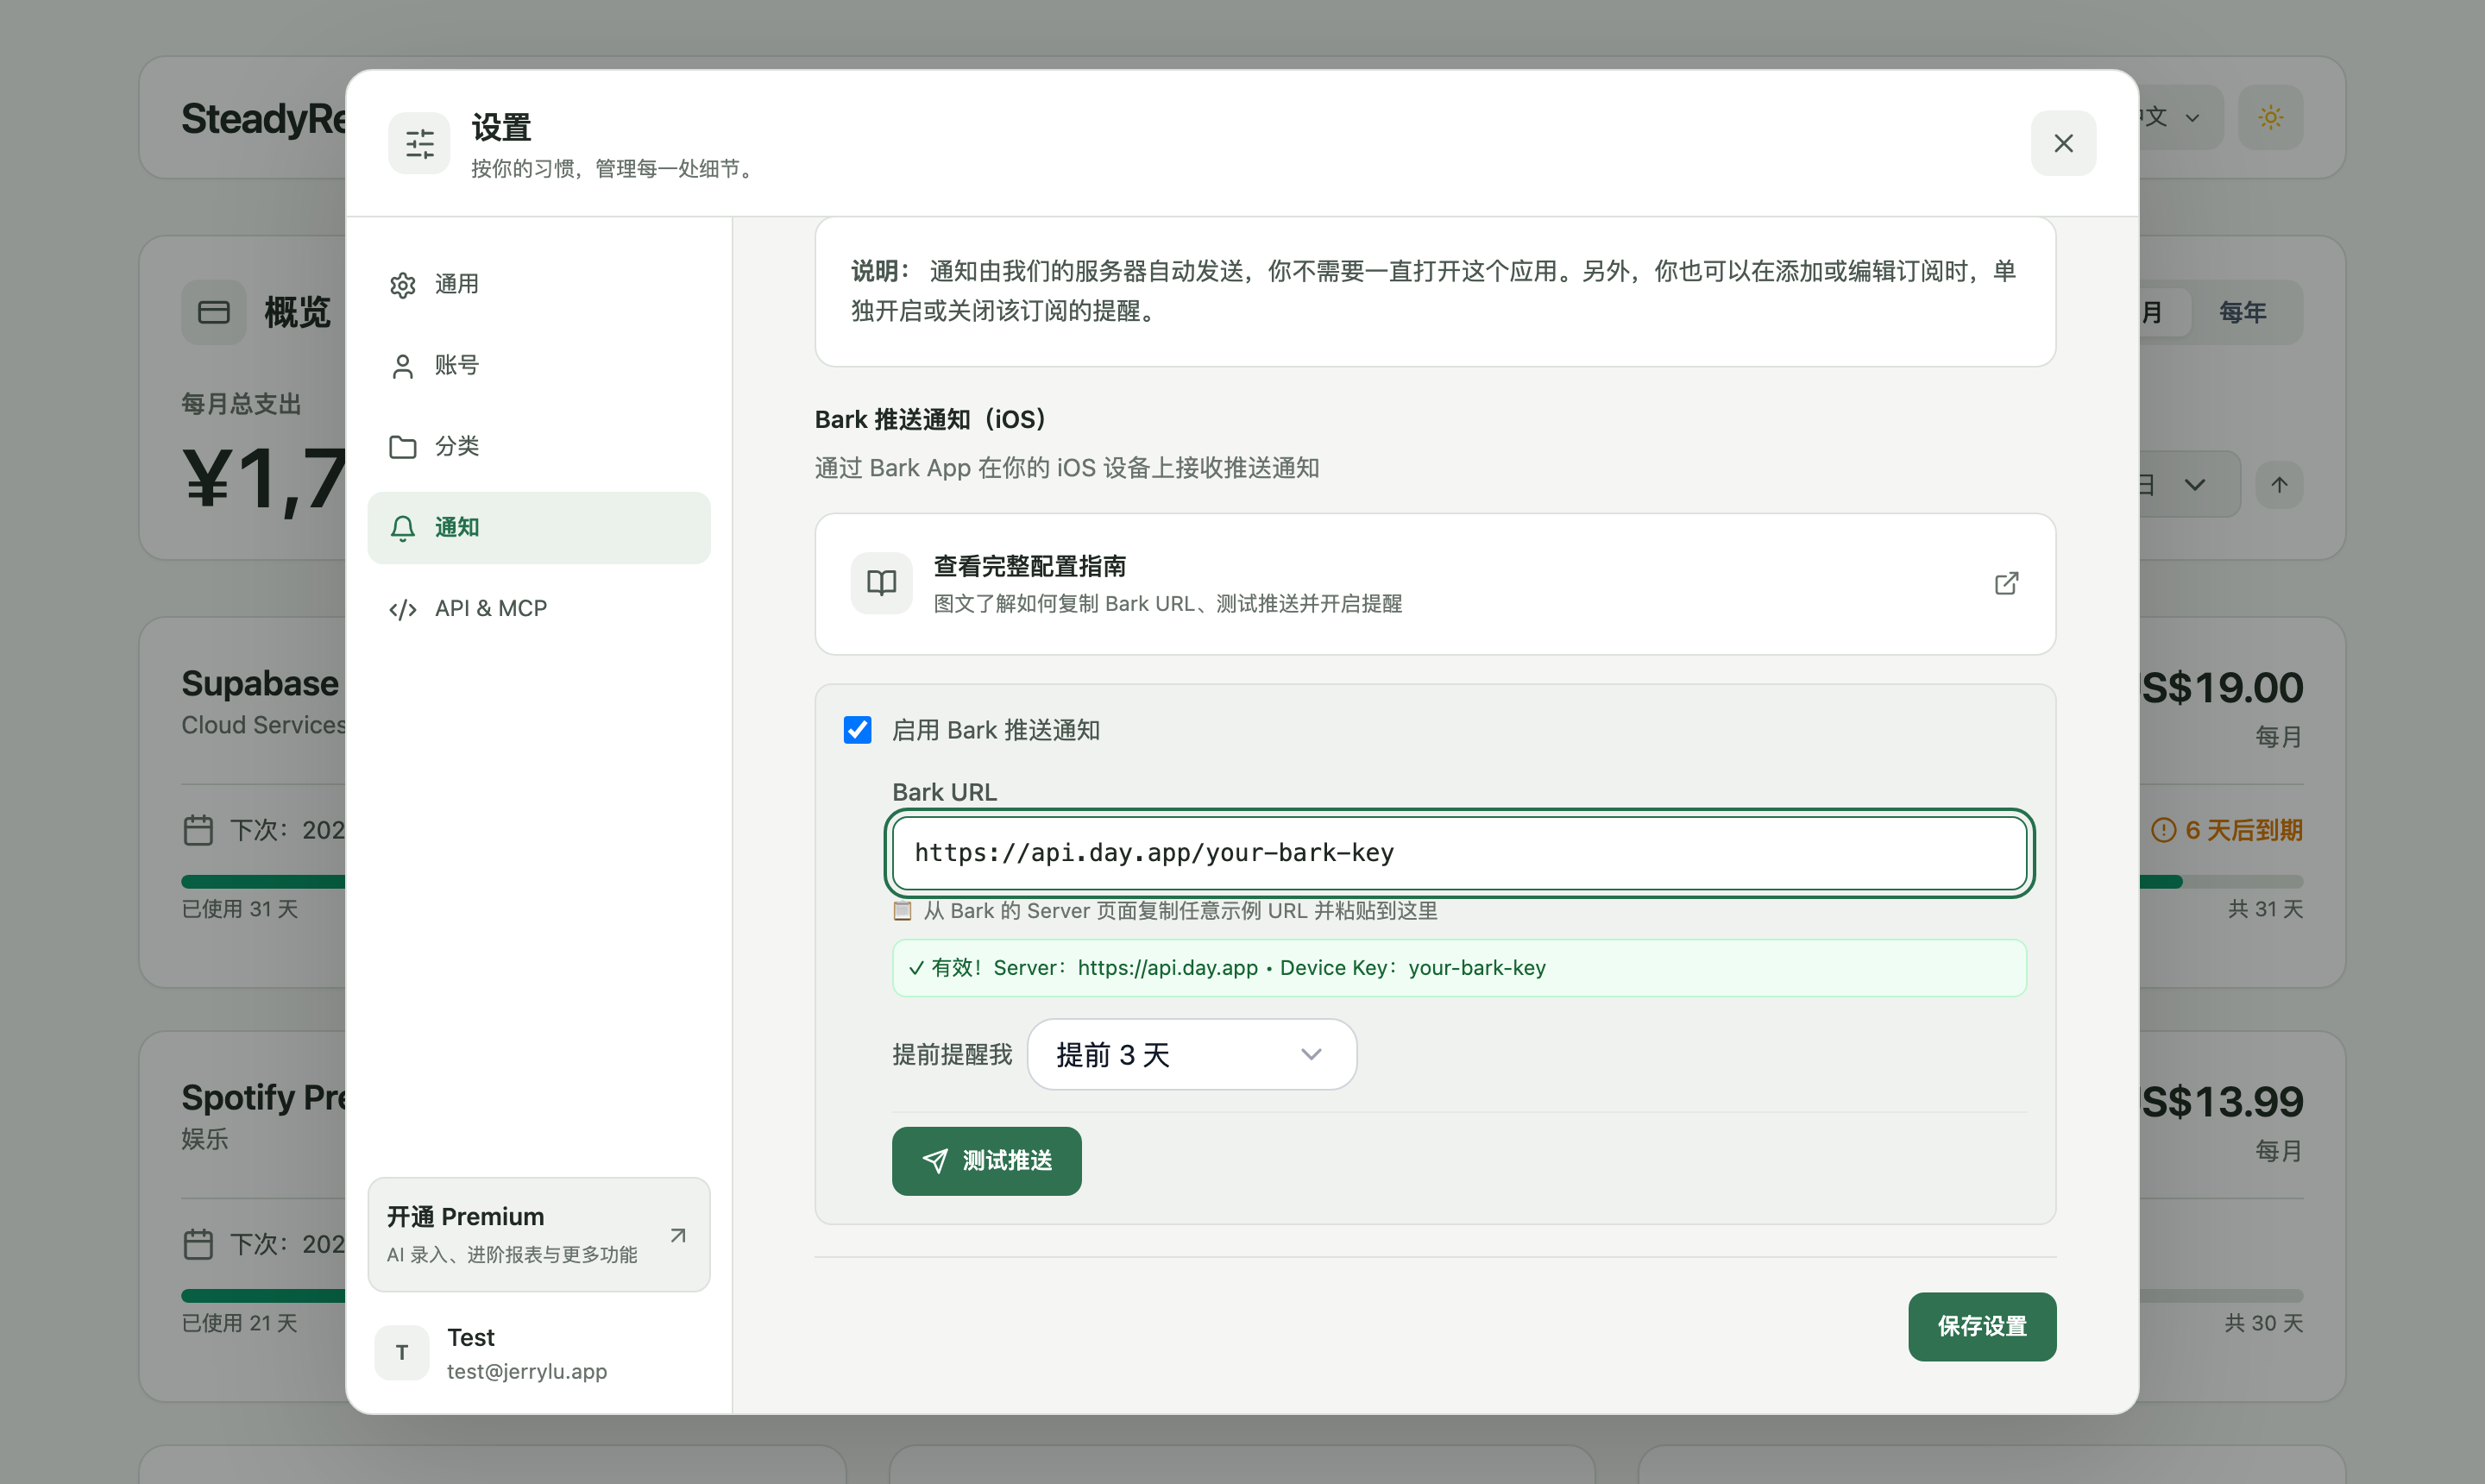 SteadyRe
设置
按你的习惯，管理每一处细节。
中文
概览
每月总支出
¥1,7
月
每年
日
通用
账号
分类
通知
API & MCP
说明： 通知由我们的服务器自动发送，你不需要一直打开这个应用。另外，你也可以在添加或编辑订阅时，单
独开启或关闭该订阅的提醒。
Bark 推送通知（iOS）
通过 Bark App 在你的 iOS 设备上接收推送通知
查看完整配置指南
图文了解如何复制 Bark URL、测试推送并开启提醒
启用 Bark 推送通知
Bark URL
https://api.day.app/your-bark-key
📋 从 Bark 的 Server 页面复制任意示例 URL 并粘贴到这里
✓ 有效！Server：https://api.day.app • Device Key：your-bark-key
提前提醒我
提前 3 天
测试推送
保存设置
开通 Premium
AI 录入、进阶报表与更多功能
T
Test
test@jerrylu.app
Supabase
Cloud Services
下次：202
已使用 31 天
S$19.00
每月
6 天后到期
共 31 天
Spotify Pre
娱乐
下次：202
已使用 21 天
S$13.99
每月
共 30 天